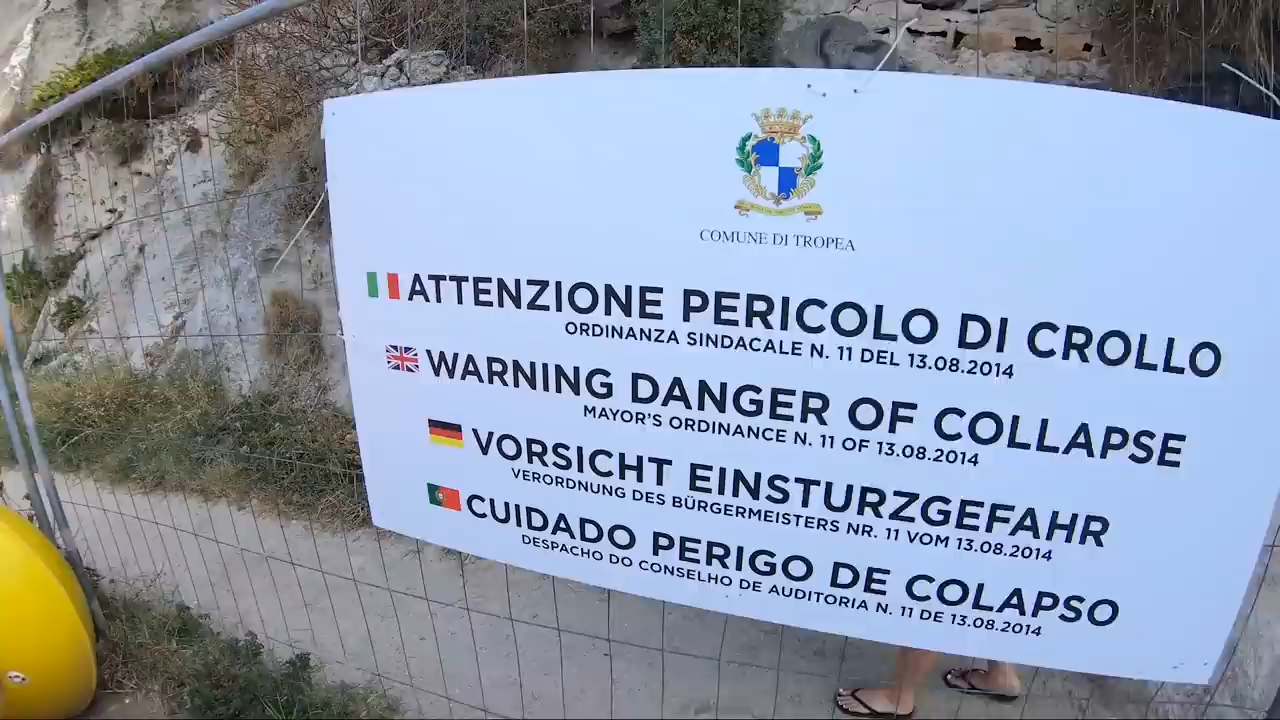 COMUNE DI TROPEA
ATTENZIONE PERICOLO DI CROLLO
ORDINANZA SINDACALE N. 11 DEL 13.08.2014
WARNING DANGER OF COLLAPSE
MAYOR'S ORDINANCE N. 11 OF 13.08.2014
VORSICHT EINSTURZGEFAHR
VERORDNUNG DES BÜRGERMEISTERS NR. 11 VOM 13.08.2014
CUIDADO PERIGO DE COLAPSO
DESPACHO DO CONSELHO DE AUDITORIA N. 11 DE 13.08.2014